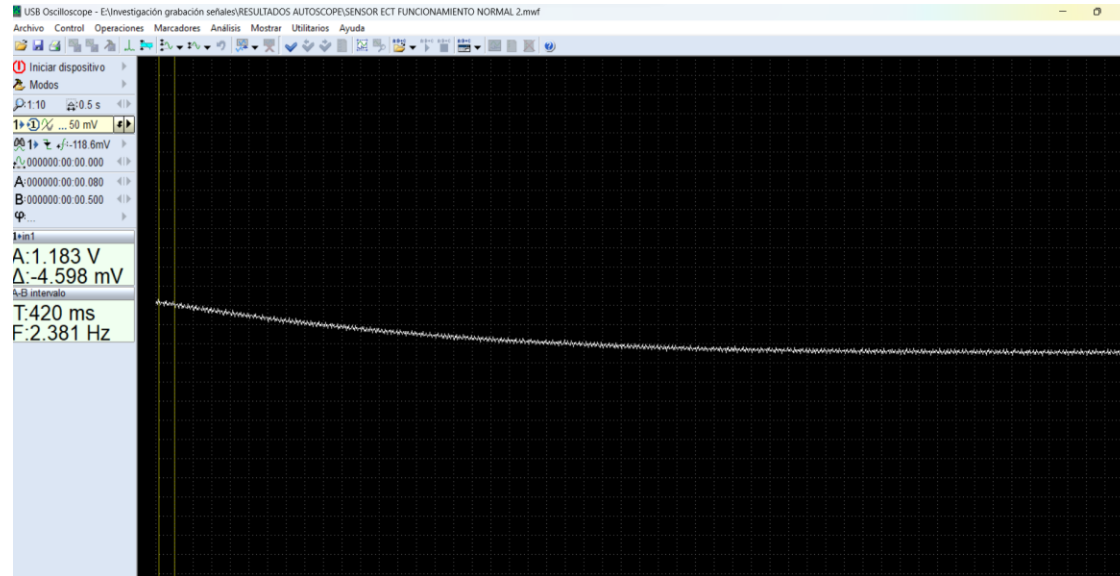 USB Oscilloscope - E:\Investigación grabación señales\RESULTADOS AUTOSCOPE\SENSOR ECT FUNCIONAMIENTO NORMAL 2.mwf
Archivo Control Operaciones Marcadores Análisis Mostrar Utilitarios Ayuda
Iniciar dispositivo
Modos
1:10 0.5 s
1 1 ... 50 mV
1 -118.6mV
000000:00:00.000
A:000000:00:00.080
B:000000:00:00.500
φ:...
1 in1
A:1.183 V
Δ:-4.598 mV
A-B intervalo
T:420 ms
F:2.381 Hz